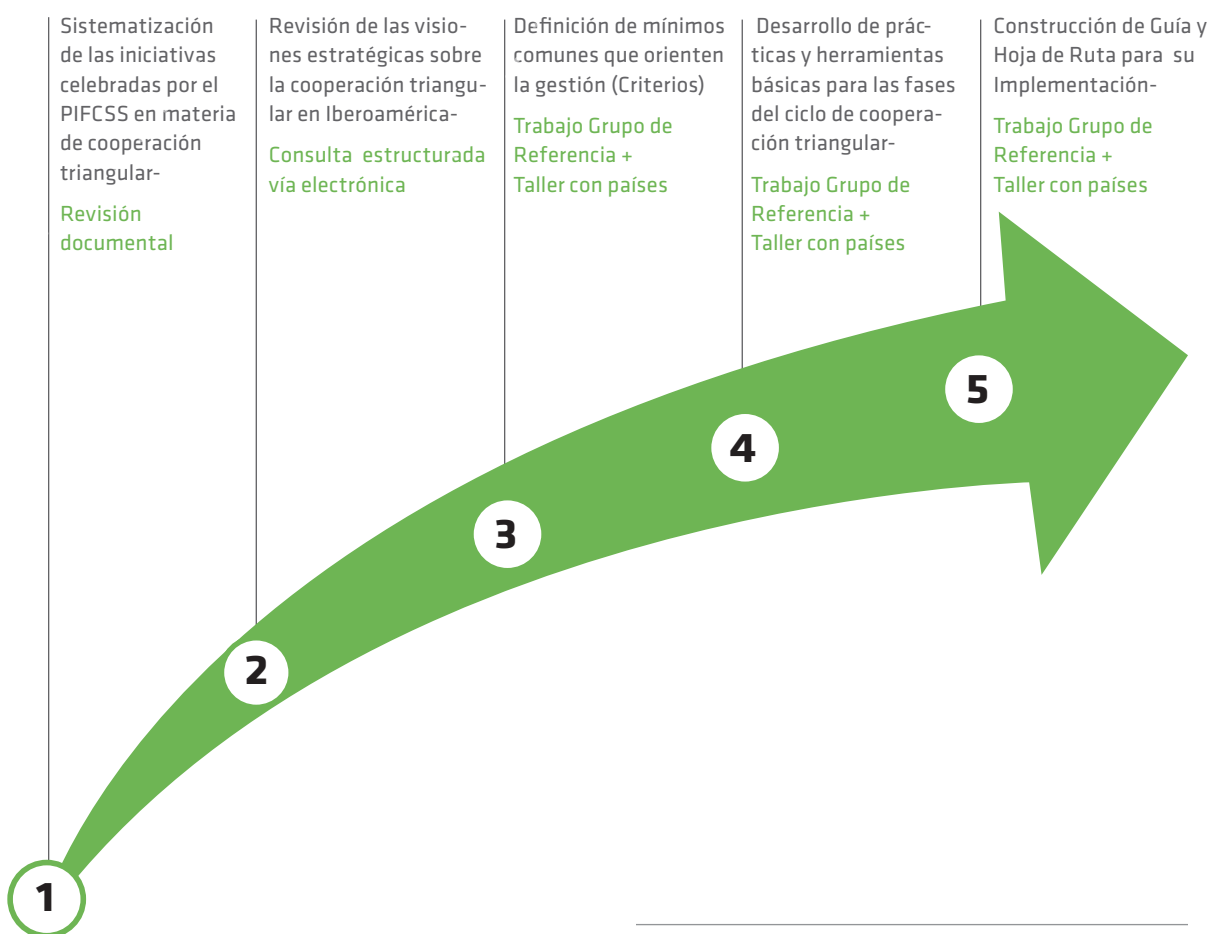 Sistematización
de las iniciativas
celebradas por el
PIFCSS en materia
de cooperación
triangular-
Revisión
documental
Revisión de las visio-
nes estratégicas sobre
la cooperación triangu-
lar en Iberoamérica-
Consulta estructurada
vía electrónica
Definición de mínimos
comunes que orienten
la gestión (Criterios)
Trabajo Grupo de
Referencia +
Taller con países
Desarrollo de prác-
ticas y herramientas
básicas para las fases
del ciclo de coopera-
ción triangular-
Trabajo Grupo de
Referencia +
Taller con países
Construcción de Guía y
Hoja de Ruta para su
Implementación-
Trabajo Grupo de
Referencia +
Taller con países
1
2
3
4
5